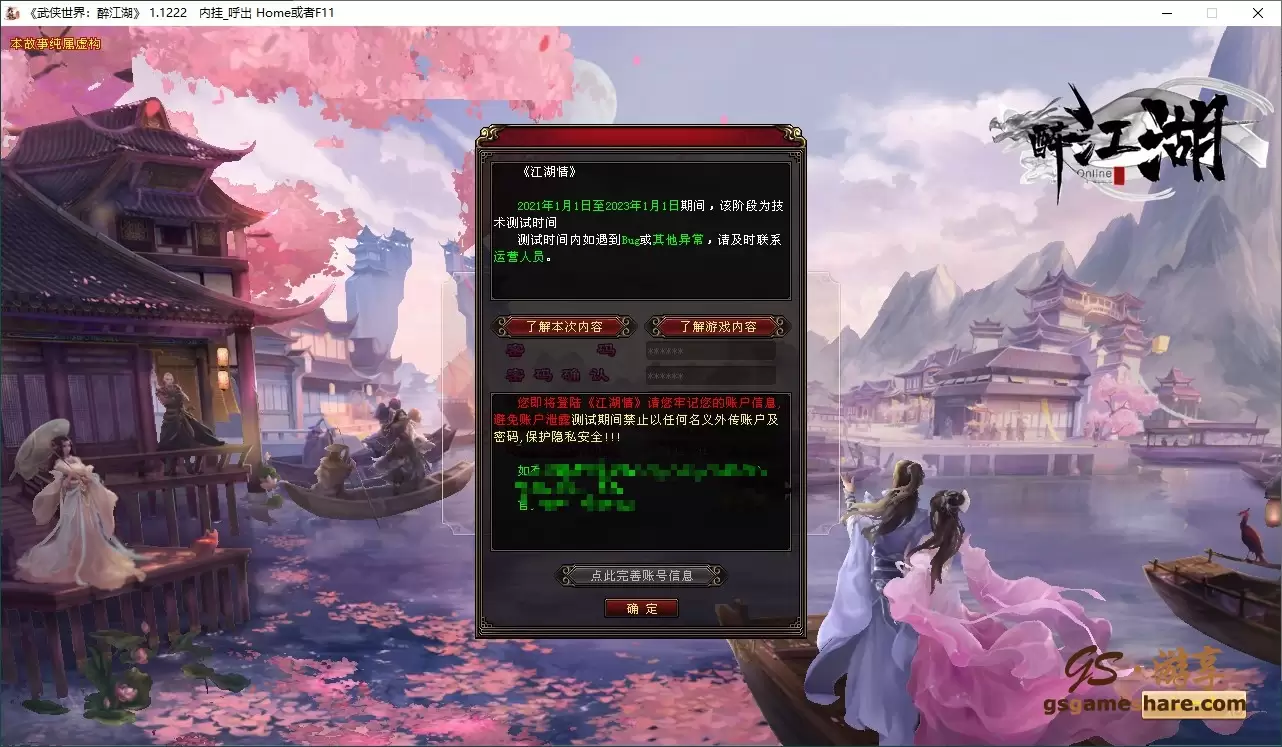 《武侠世界：醉江湖》 1.1222 内挂_呼出 Home或者F11
本故事纯属虚构
醉江湖
Online
《江湖情》
2021年1月1日至2023年1月1日期间，该阶段为技
术测试时间
测试时间内如遇到Bug或其他异常，请及时联系
运营人员。
了解本次内容 了解游戏内容
密 码 ******
密码确认 ******
您即将登陆《江湖情》请您牢记您的账户信息,
避免账户泄露测试期间禁止以任何名义外传账户及
密码,保护隐私安全!!!
点此完善账号信息
确 定
GS·游享
gsgameshare.com